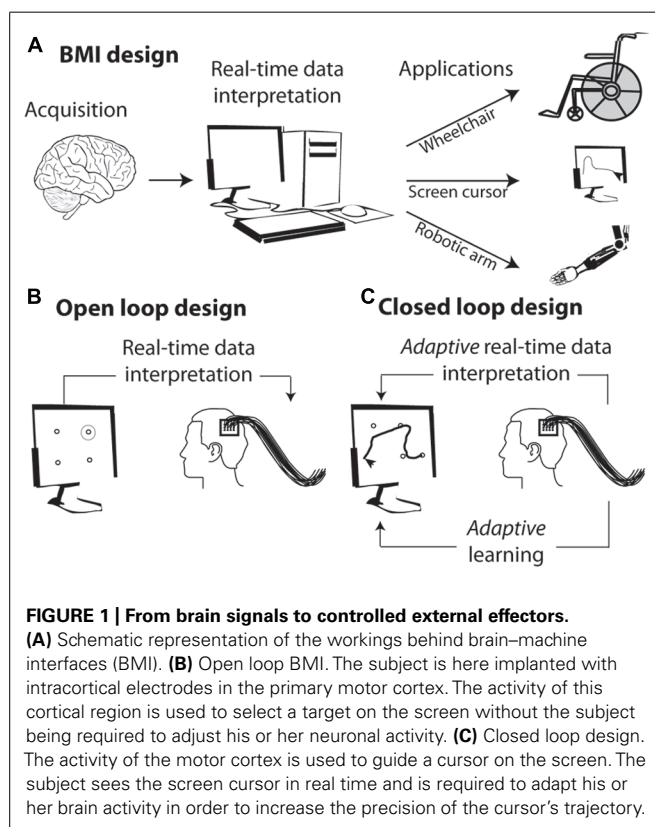 A BMI design
Acquisition
Real-time data
interpretation
Applications
Wheelchair
Screen cursor
Robotic arm
B Open loop design
Real-time data
interpretation
C Closed loop design
Adaptive real-time data
interpretation
Adaptive
learning
FIGURE 1 | From brain signals to controlled external effectors.
(A) Schematic representation of the workings behind brain–machine
interfaces (BMI). (B) Open loop BMI. The subject is here implanted with
intracortical electrodes in the primary motor cortex. The activity of this
cortical region is used to select a target on the screen without the subject
being required to adjust his or her neuronal activity. (C) Closed loop design.
The activity of the motor cortex is used to guide a cursor on the screen. The
subject sees the screen cursor in real time and is required to adapt his or
her brain activity in order to increase the precision of the cursor's trajectory.